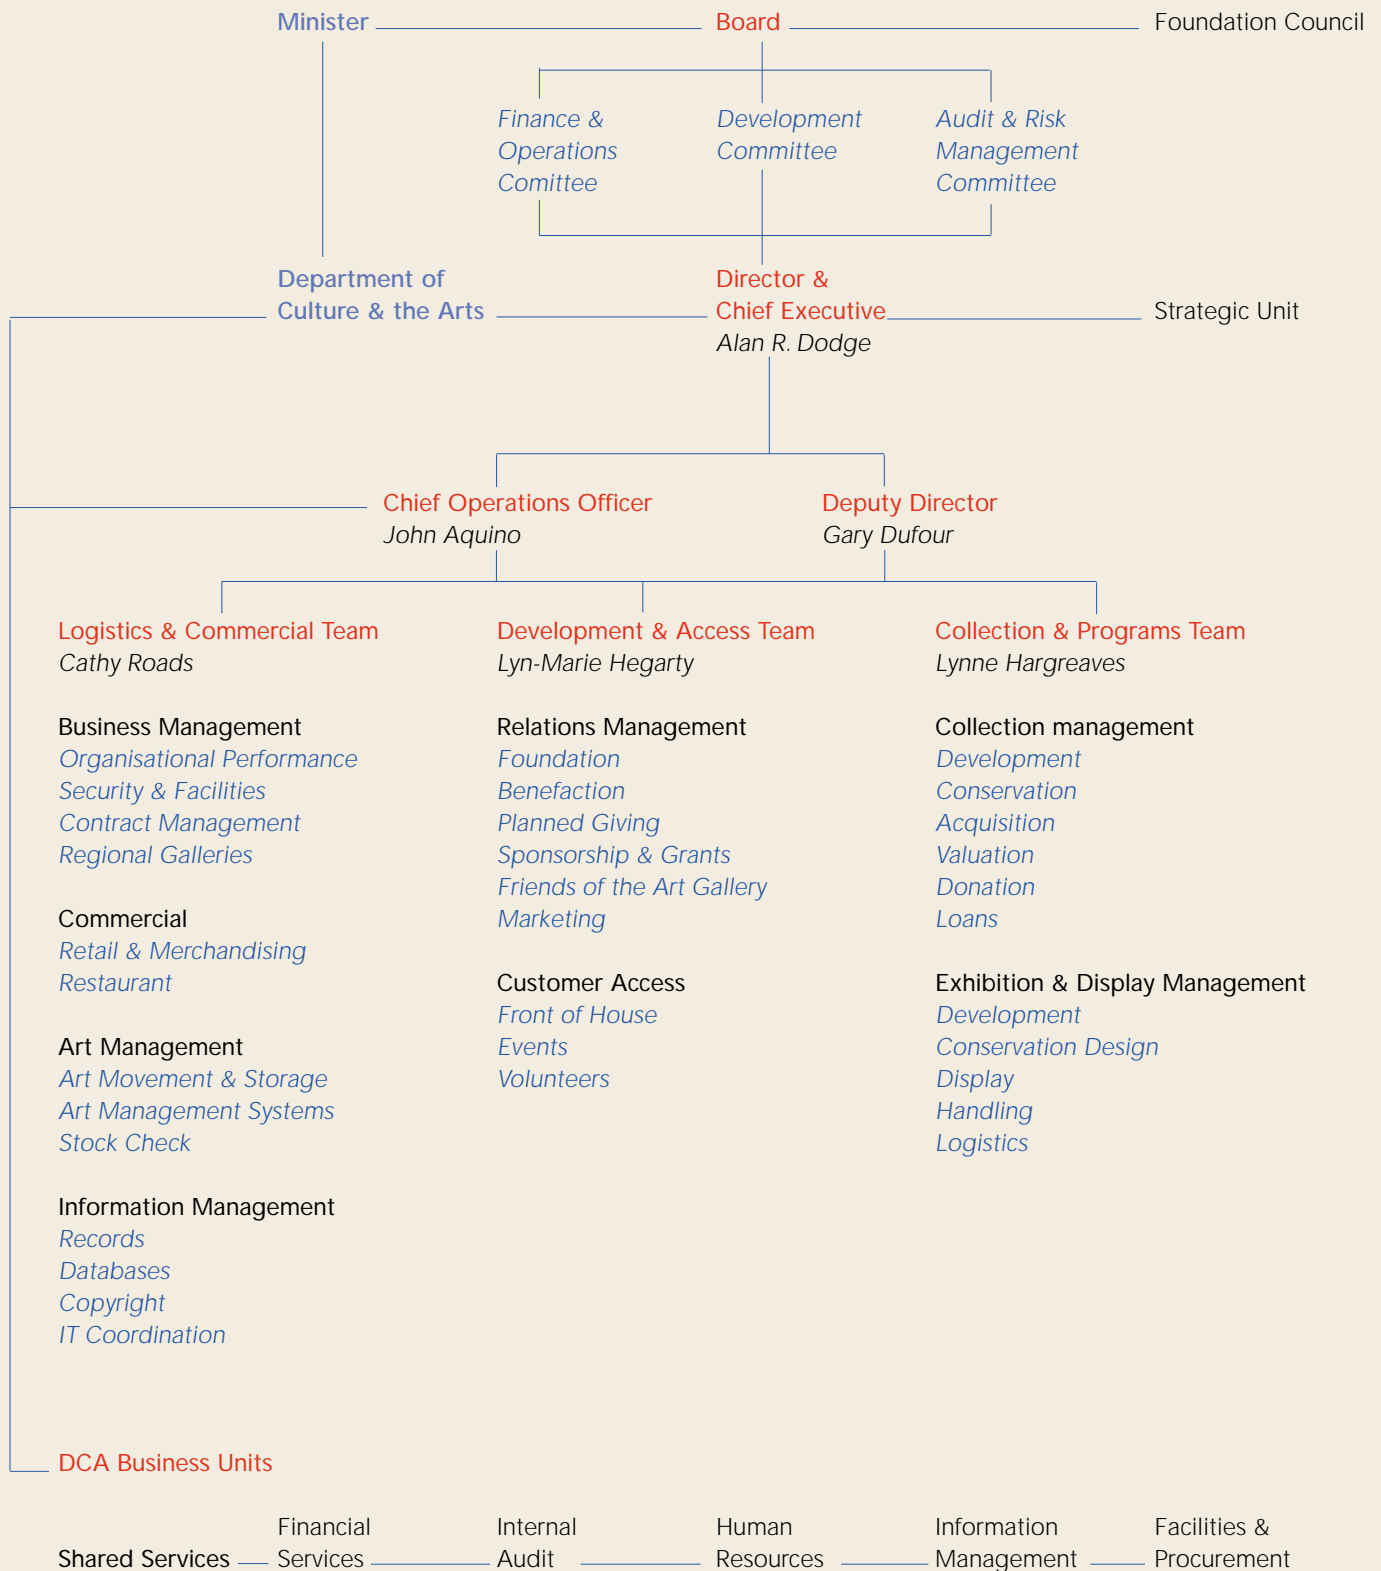 Minister
Board
Foundation Council
Finance &
Operations
Comittee
Development
Committee
Audit & Risk
Management
Committee
Department of
Culture & the Arts
Director &
Chief Executive
Alan R. Dodge
Strategic Unit
Chief Operations Officer
John Aquino
Deputy Director
Gary Dufour
Logistics & Commercial Team
Cathy Roads
Business Management
Organisational Performance
Security & Facilities
Contract Management
Regional Galleries
Commercial
Retail & Merchandising
Restaurant
Art Management
Art Movement & Storage
Art Management Systems
Stock Check
Information Management
Records
Databases
Copyright
IT Coordination
Development & Access Team
Lyn-Marie Hegarty
Relations Management
Foundation
Benefaction
Planned Giving
Sponsorship & Grants
Friends of the Art Gallery
Marketing
Customer Access
Front of House
Events
Volunteers
Collection & Programs Team
Lynne Hargreaves
Collection management
Development
Conservation
Acquisition
Valuation
Donation
Loans
Exhibition & Display Management
Development
Conservation Design
Display
Handling
Logistics
DCA Business Units
Shared Services
Financial
Services
Internal
Audit
Human
Resources
Information
Management
Facilities &
Procurement